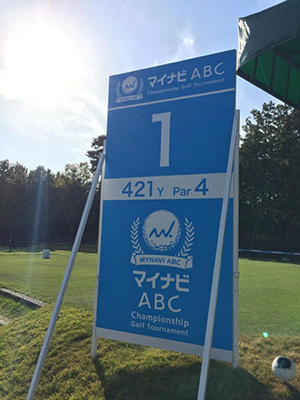 マイナビ ABC
Championship Golf Tournament
1
421Y Par 4
MYNAVI ABC
マイナビ
ABC
Championship
Golf Tournament